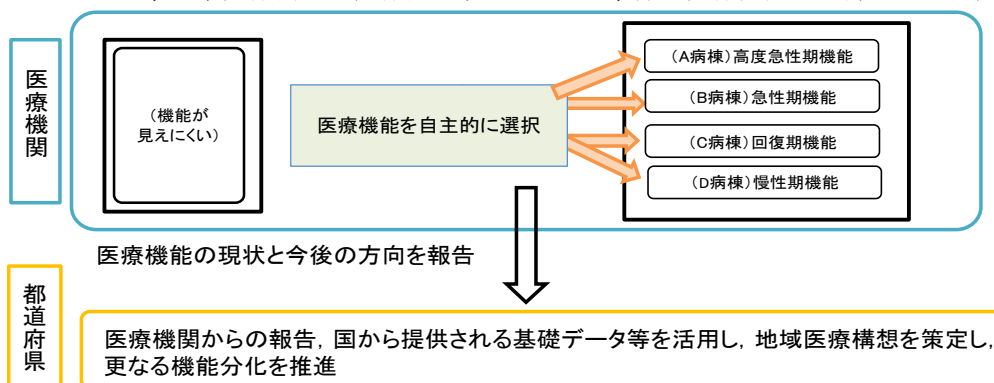 医療機関
(機能が
見えにくい)
医療機能を自主的に選択
(A病棟)高度急性期機能
(B病棟)急性期機能
(C病棟)回復期機能
(D病棟)慢性期機能
医療機能の現状と今後の方向を報告
都道府県
医療機関からの報告,国から提供される基礎データ等を活用し,地域医療構想を策定し,
更なる機能分化を推進